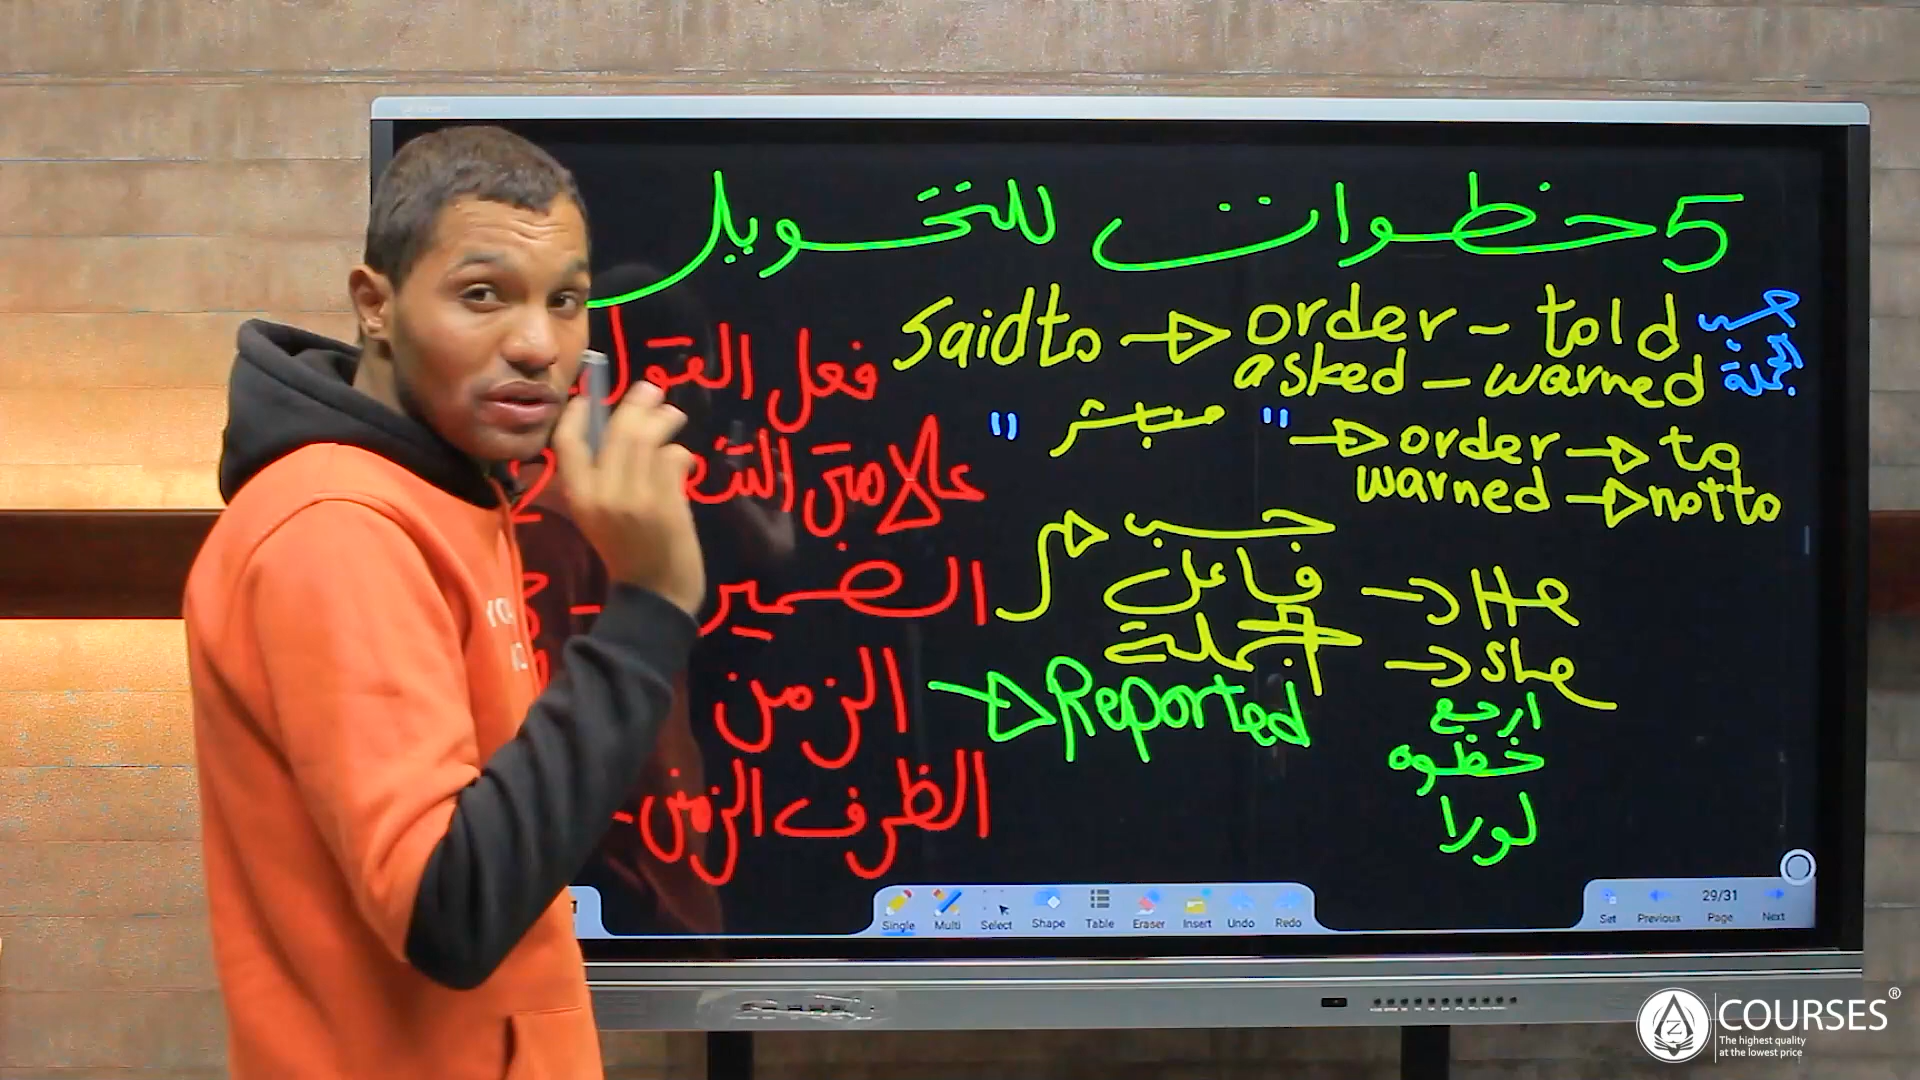 5 خطوات للتحويل
فعل القول
said to → order - told حسب
asked - warned الجملة
علامتي التنصيص
" مباشر " → order → to
warned → not to
الضمير
حسب
فاعل → He
الجملة → she
الزمن → Reported
ارجع
خطوه
لورا
الظرف الزمني
Single Multi Select Shape Table Eraser Insert Undo Redo
Set Previous 29/31 Page Next
COURSES®
The highest quality
at the lowest price